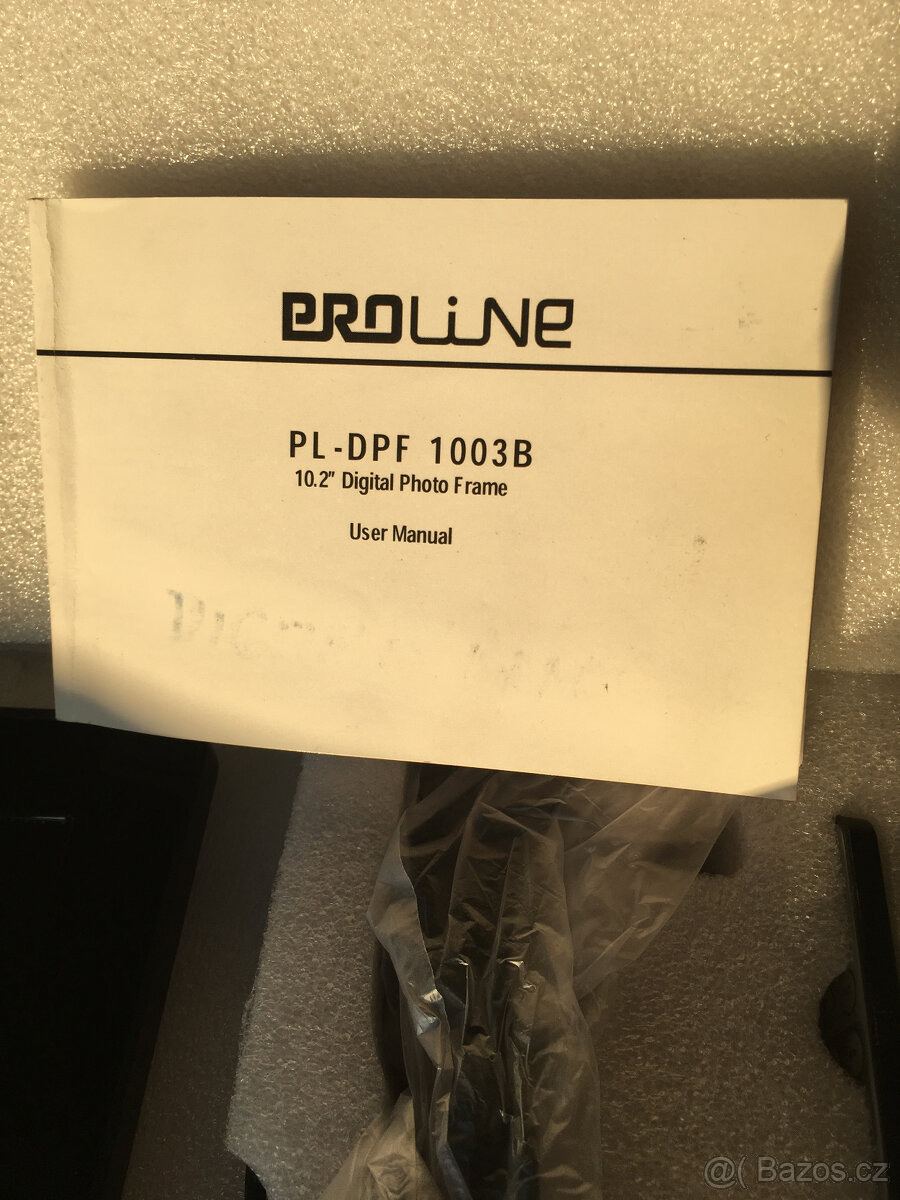 PROLiNe
PL-DPF 1003B
10.2" Digital Photo Frame
User Manual
@( Bazos.cz